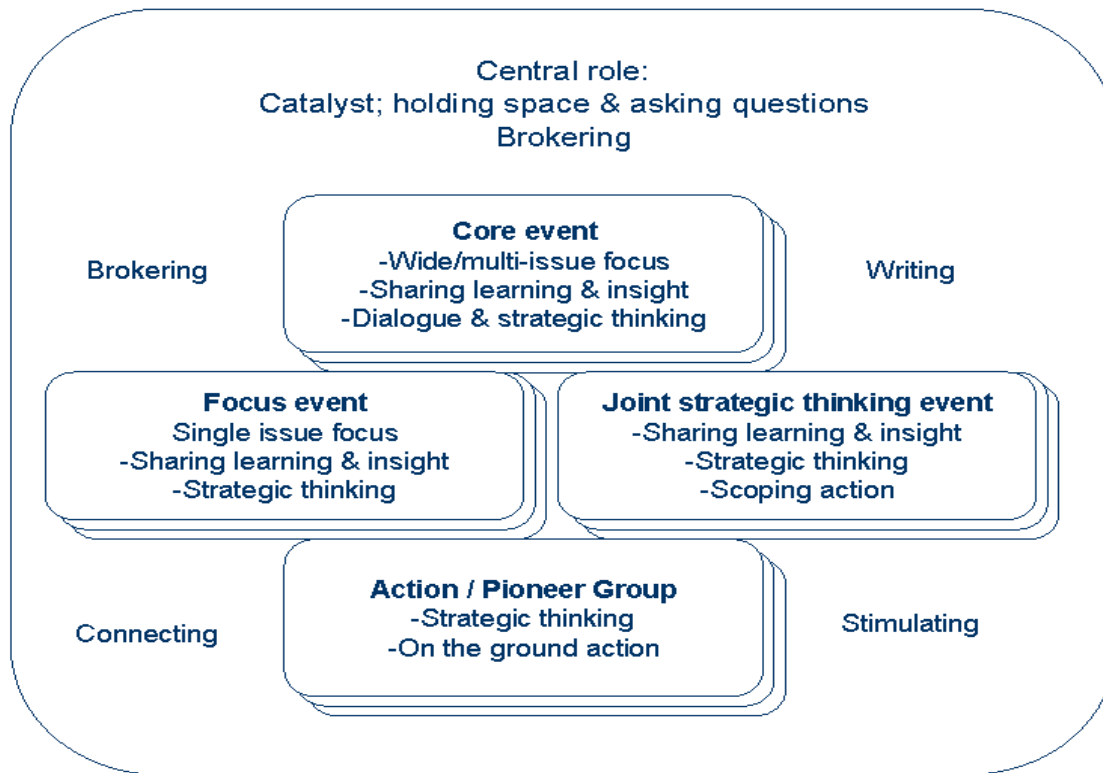 Central role:
Catalyst; holding space & asking questions
Brokering
Core event
-Wide/multi-issue focus
-Sharing learning & insight
-Dialogue & strategic thinking
Brokering
Writing
Focus event
Single issue focus
-Sharing learning & insight
-Strategic thinking
Joint strategic thinking event
-Sharing learning & insight
-Strategic thinking
-Scoping action
Action / Pioneer Group
-Strategic thinking
-On the ground action
Connecting
Stimulating